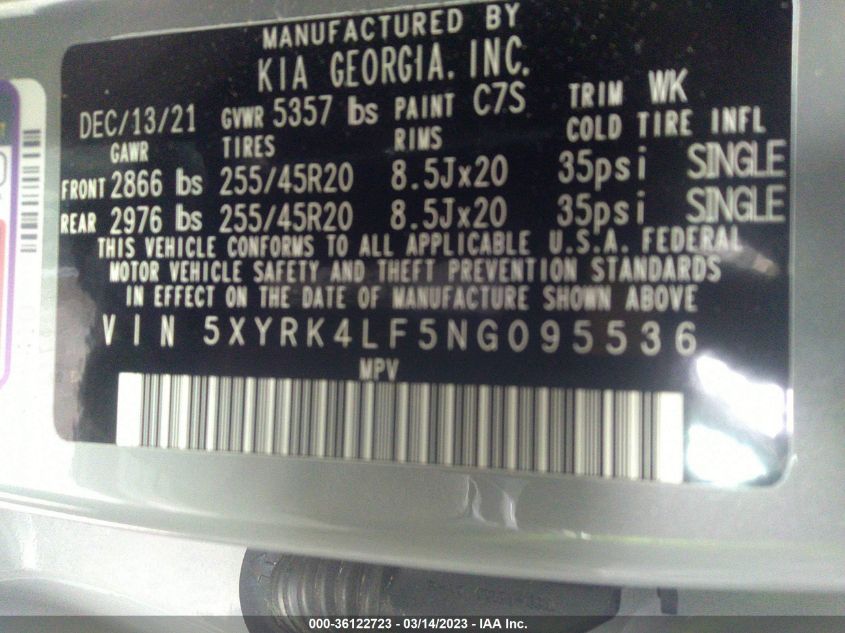 MANUFACTURED BY
KIA GEORGIA. INC.
DEC/13/21 GVWR 5357 lbs PAINT C7S TRIM WK
GAWR TIRES RIMS COLD TIRE INFL
FRONT 2866 lbs 255/45R20 8.5Jx20 35psi SINGLE
REAR 2976 lbs 255/45R20 8.5Jx20 35psi SINGLE
THIS VEHICLE CONFORMS TO ALL APPLICABLE U.S.A. FEDERAL
MOTOR VEHICLE SAFETY AND THEFT PREVENTION STANDARDS
IN EFFECT ON THE DATE OF MANUFACTURE SHOWN ABOVE
VIN 5XYRK4LF5NG095536
MPV
000-36122723 - 03/14/2023 - IAA Inc.